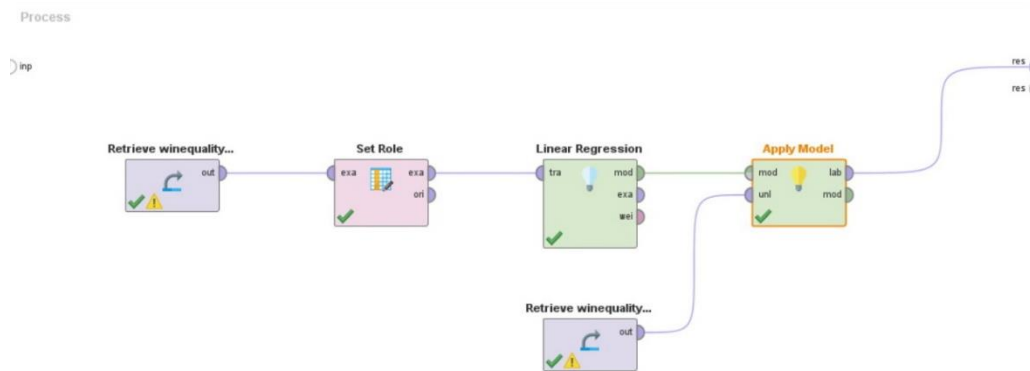 Process
inp
res
res
Retrieve winequality...
out
Set Role
exa
exa
ori
Linear Regression
tra
mod
exa
wei
Apply Model
mod
lab
unl
mod
Retrieve winequality...
out